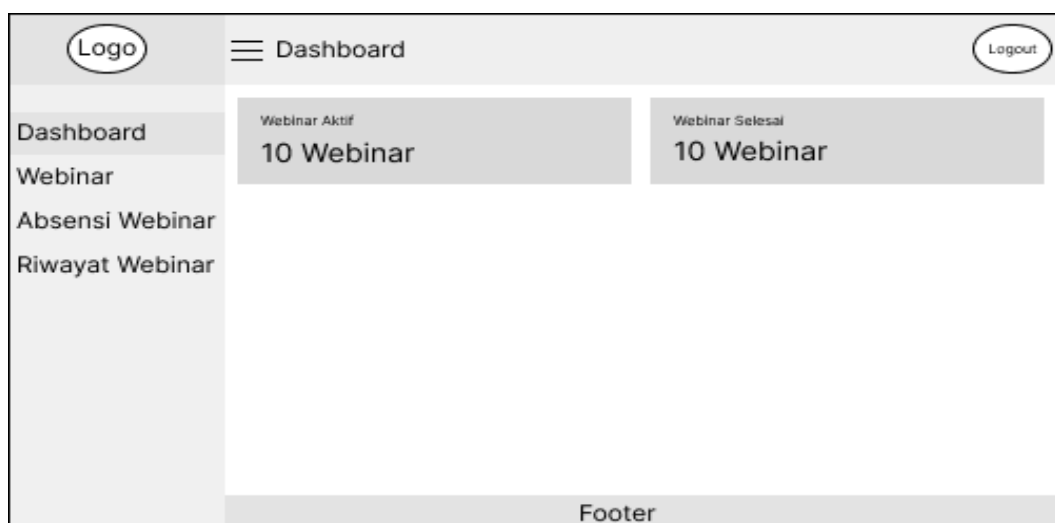 Logo
Dashboard
Logout
Dashboard
Webinar
Absensi Webinar
Riwayat Webinar
Webinar Aktif
10 Webinar
Webinar Selesai
10 Webinar
Footer